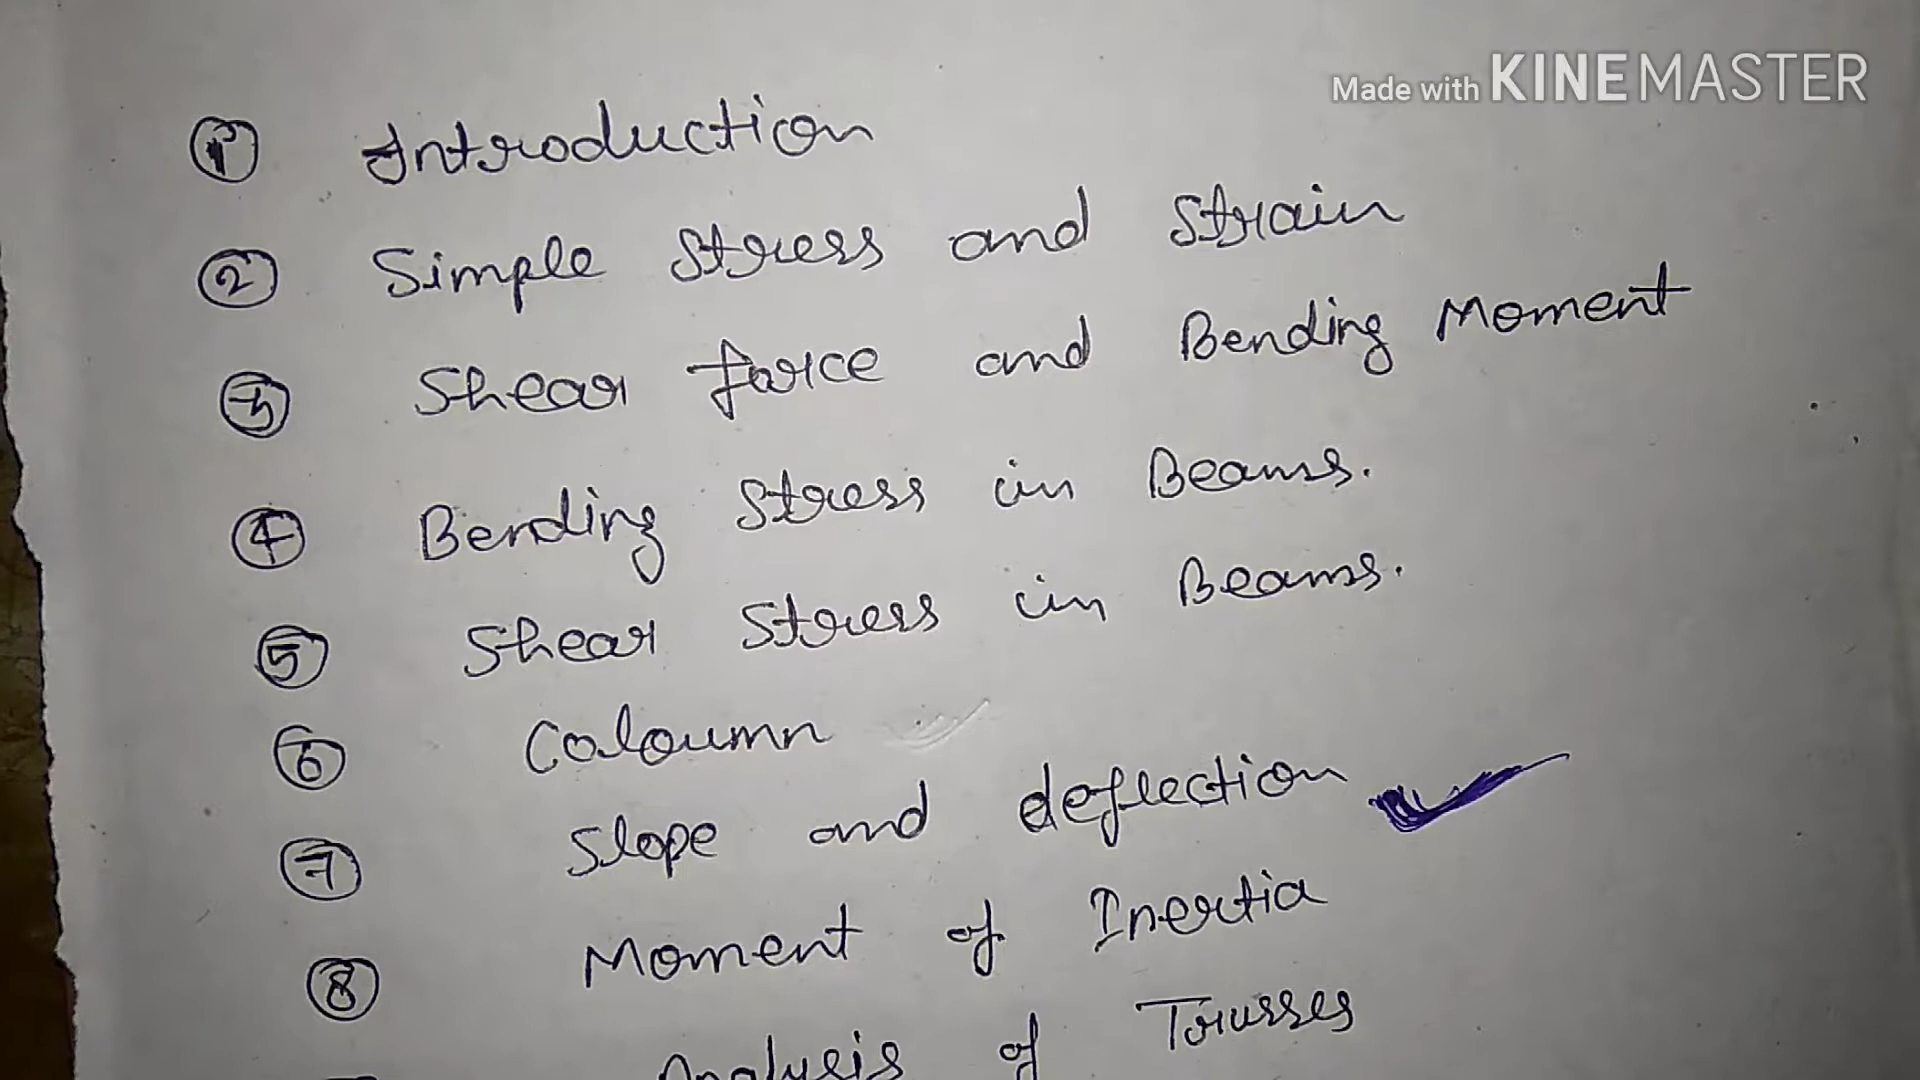 Made with KINEMASTER
① Introduction
② Simple Stress and Strain
③ Shear force and Bending Moment
④ Bending Stress in Beams.
⑤ Shear Stress in Beams.
⑥ Coloumn
⑦ Slope and deflection
⑧ Moment of Inertia
Analysis of Trusses